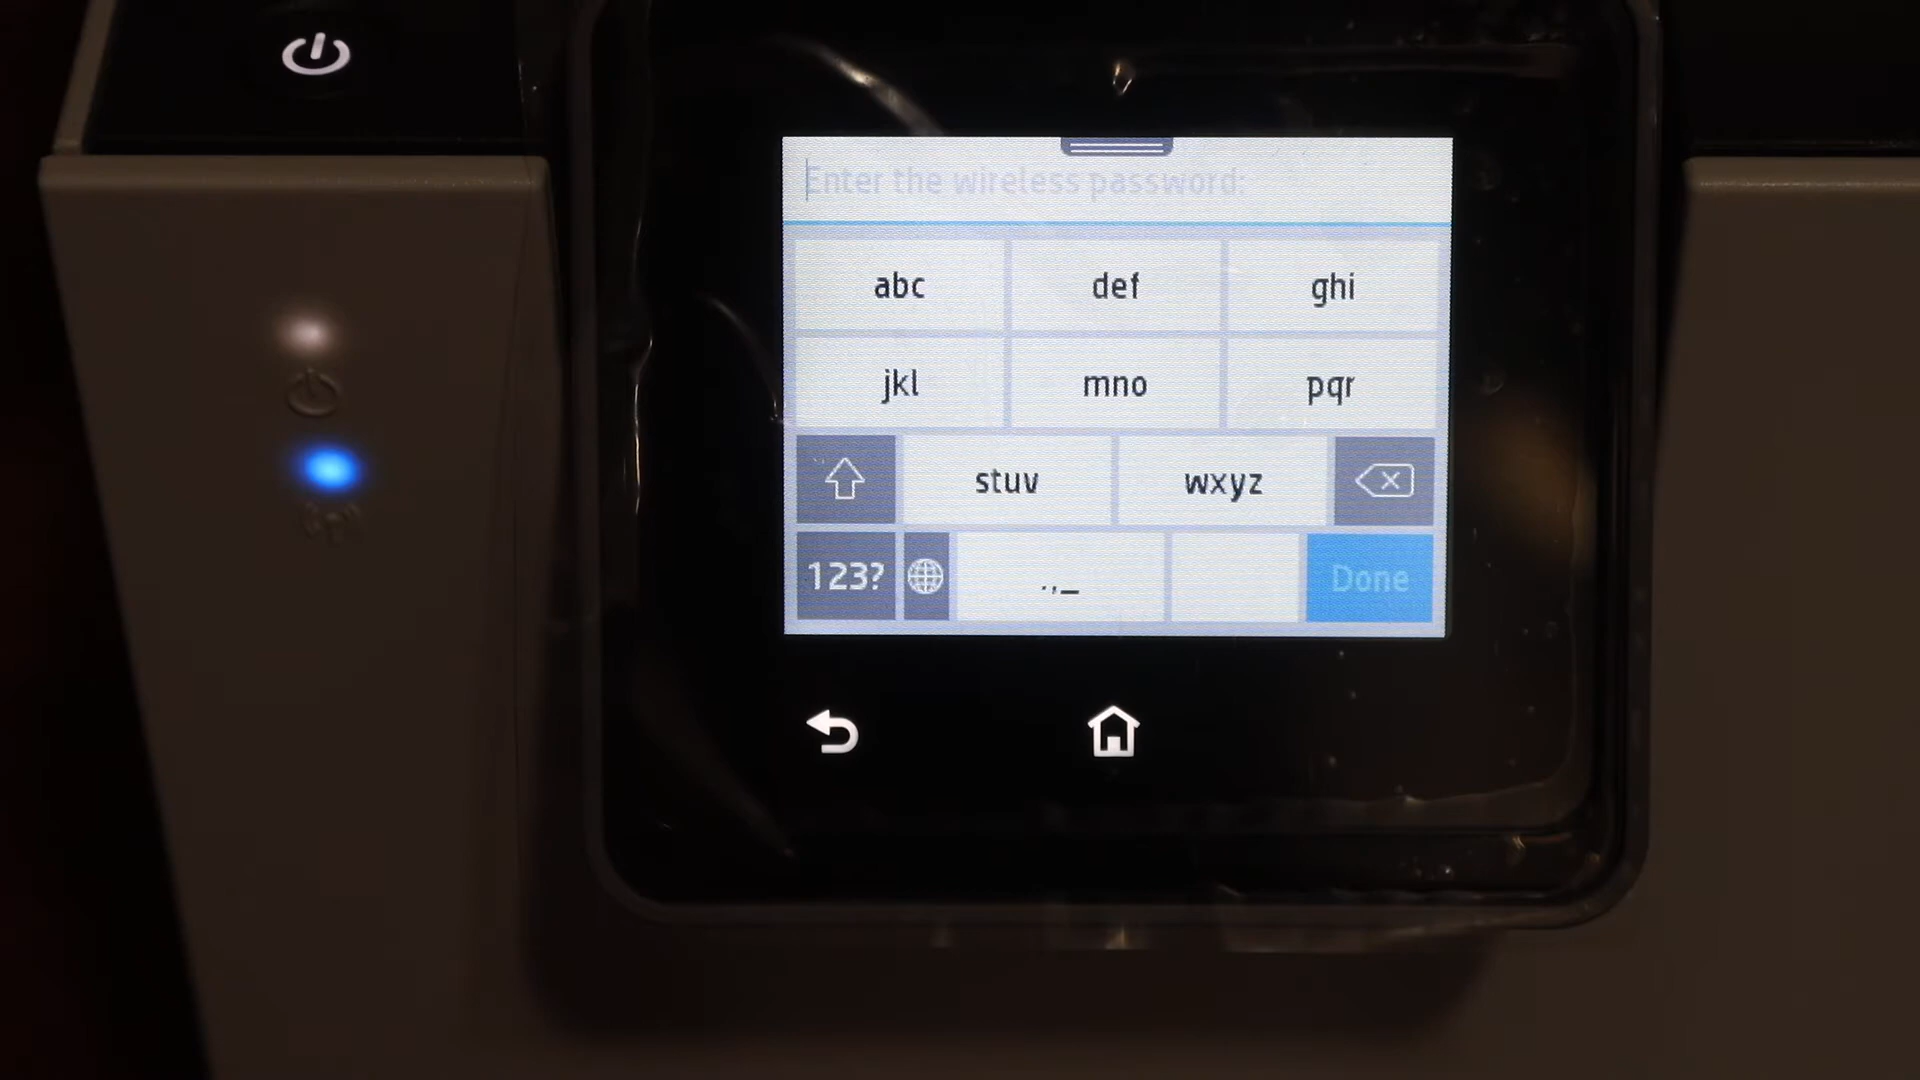 Enter the wireless password:
abc def ghi
jkl mno pqr
stuv wxyz
123? .,_ Done